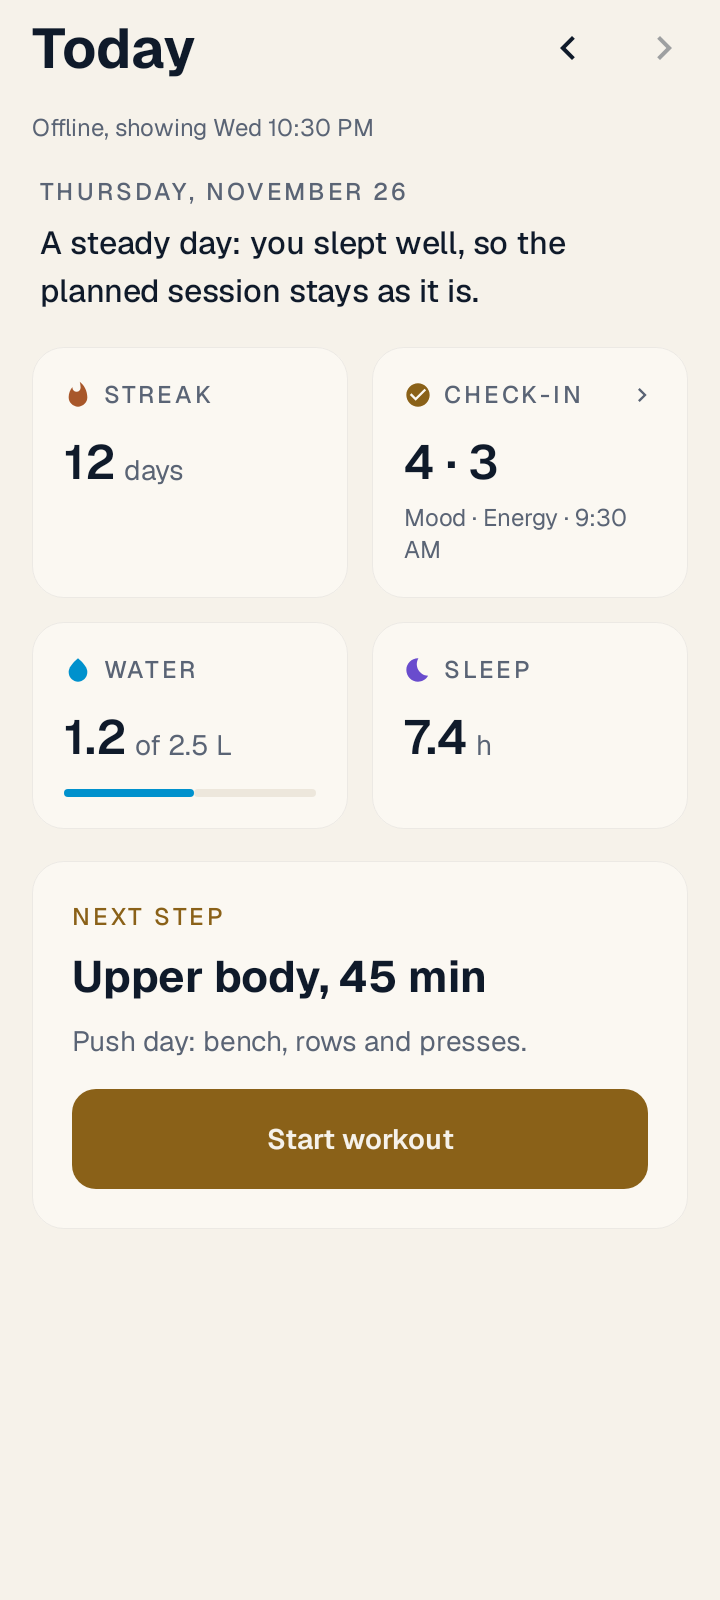 Today
Offline, showing Wed 10:30 PM
THURSDAY, NOVEMBER 26
A steady day: you slept well, so the
planned session stays as it is.
STREAK
12 days
CHECK-IN
4 · 3
Mood · Energy · 9:30
AM
WATER
1.2 of 2.5 L
SLEEP
7.4 h
NEXT STEP
Upper body, 45 min
Push day: bench, rows and presses.
Start workout